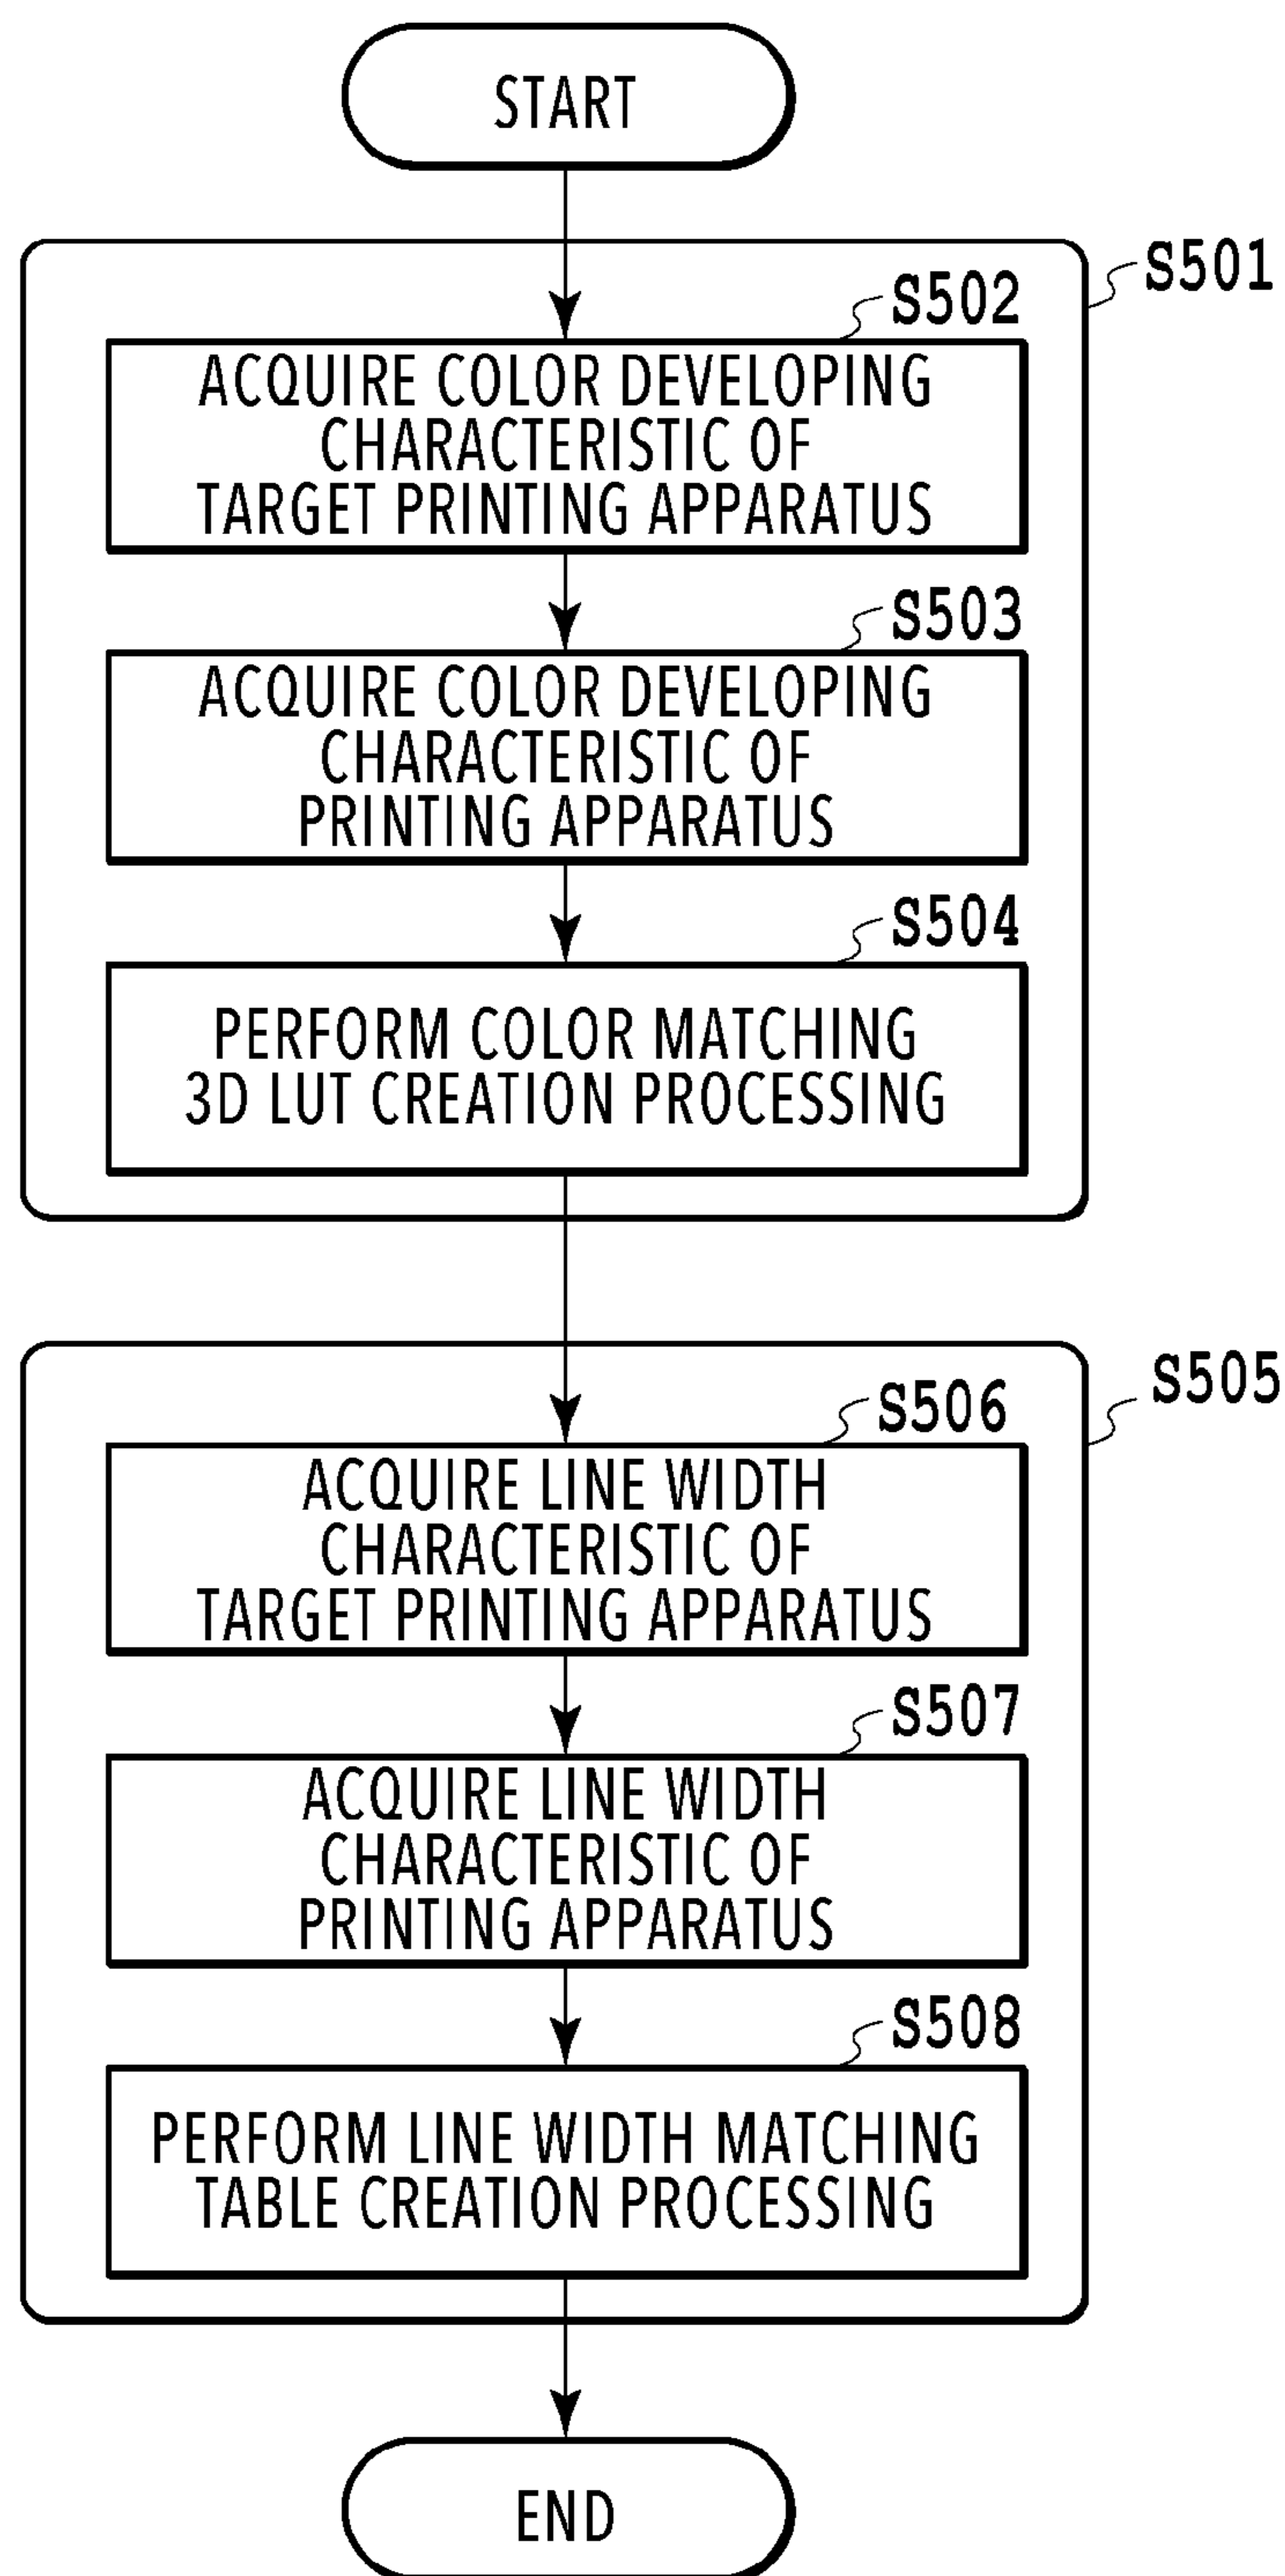 START
S501
S502
ACQUIRE COLOR DEVELOPING
CHARACTERISTIC OF
TARGET PRINTING APPARATUS
S503
ACQUIRE COLOR DEVELOPING
CHARACTERISTIC OF
PRINTING APPARATUS
S504
PERFORM COLOR MATCHING
3D LUT CREATION PROCESSING
S505
S506
ACQUIRE LINE WIDTH
CHARACTERISTIC OF
TARGET PRINTING APPARATUS
S507
ACQUIRE LINE WIDTH
CHARACTERISTIC OF
PRINTING APPARATUS
S508
PERFORM LINE WIDTH MATCHING
TABLE CREATION PROCESSING
END